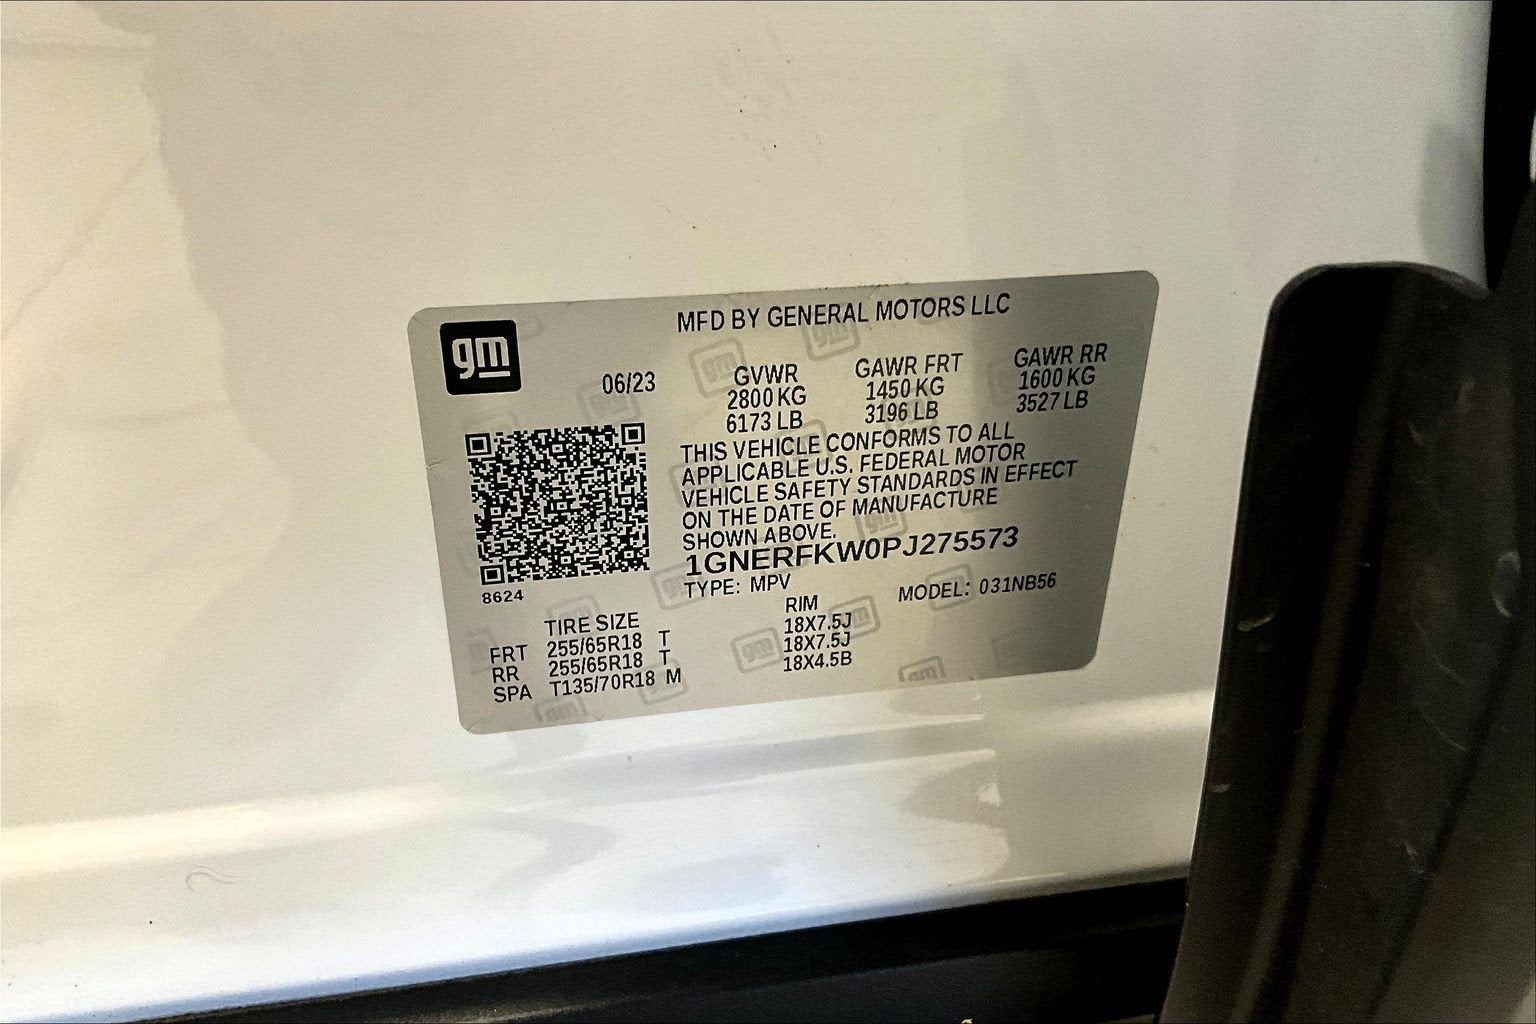 MFD BY GENERAL MOTORS LLC
gm
06/23
GVWR GAWR FRT GAWR RR
2800 KG 1450 KG 1600 KG
6173 LB 3196 LB 3527 LB
THIS VEHICLE CONFORMS TO ALL
APPLICABLE U.S. FEDERAL MOTOR
VEHICLE SAFETY STANDARDS IN EFFECT
ON THE DATE OF MANUFACTURE
SHOWN ABOVE.
1GNERFKW0PJ275573
8624
TYPE: MPV MODEL: 031NB56
TIRE SIZE RIM
FRT 255/65R18 T 18X7.5J
RR 255/65R18 T 18X7.5J
SPA T135/70R18 M 18X4.5B